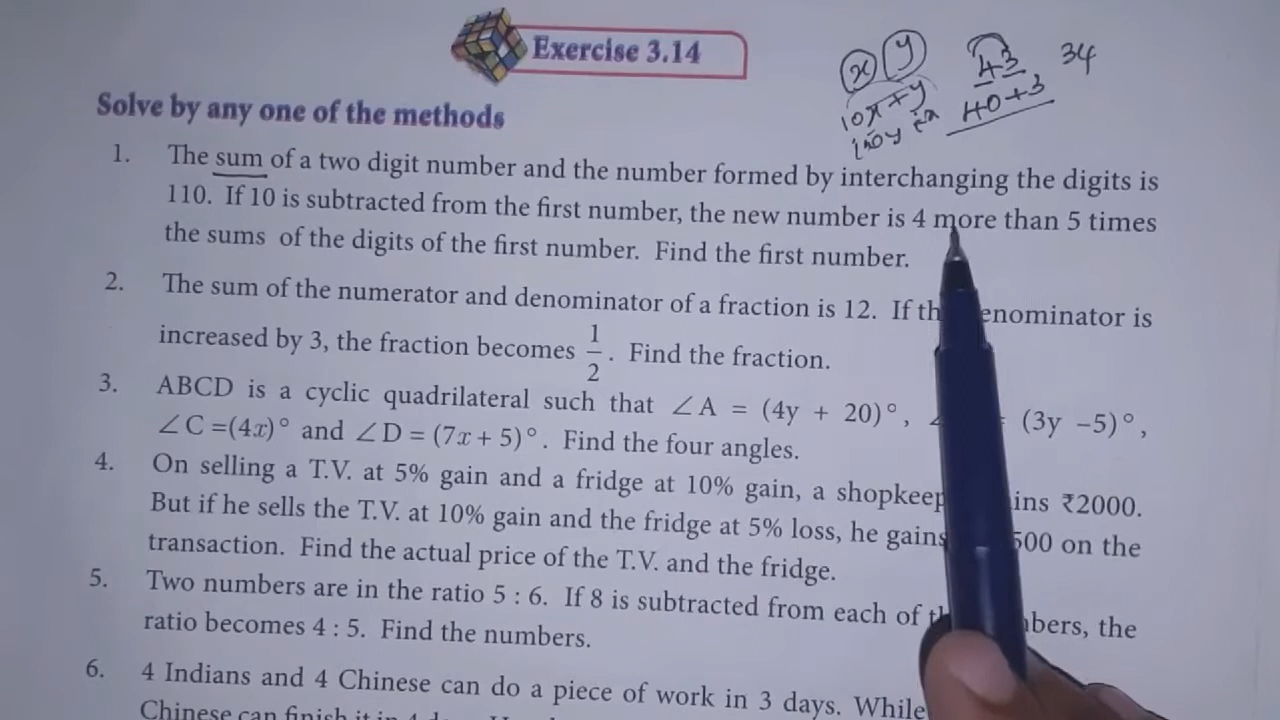 Exercise 3.14
x y 43 34
10x+y 40+3
Solve by any one of the methods
1. The sum of a two digit number and the number formed by interchanging the digits is
110. If 10 is subtracted from the first number, the new number is 4 more than 5 times
the sums of the digits of the first number. Find the first number.
2. The sum of the numerator and denominator of a fraction is 12. If enominator is
increased by 3, the fraction becomes 1/2. Find the fraction.
3. ABCD is a cyclic quadrilateral such that ∠A = (4y + 20)°, (3y −5)°,
∠C =(4x)° and ∠D = (7x + 5)°. Find the four angles.
4. On selling a T.V. at 5% gain and a fridge at 10% gain, a shopkeep ins ₹2000.
But if he sells the T.V. at 10% gain and the fridge at 5% loss, he gains 500 on the
transaction. Find the actual price of the T.V. and the fridge.
5. Two numbers are in the ratio 5 : 6. If 8 is subtracted from each of bers, the
ratio becomes 4 : 5. Find the numbers.
6. 4 Indians and 4 Chinese can do a piece of work in 3 days. While
Chinese can finish it in 4